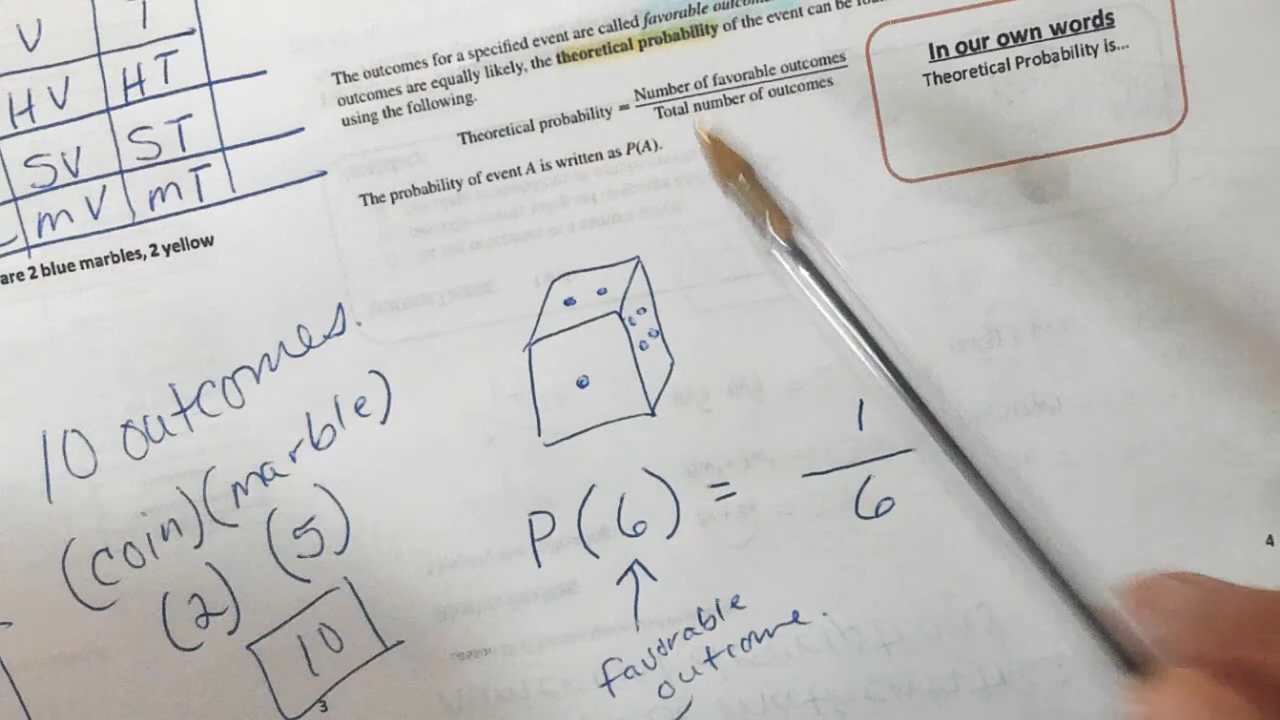 V T
HV HT
SV ST
mV mT
are 2 blue marbles, 2 yellow
10 outcomes.
(coin)(marble)
(2) (5)
10
3
The outcomes for a specified event are called favorable
outcomes are equally likely, the theoretical probability of the event can be
using the following.
Theoretical probability = Number of favorable outcomes
Total number of outcomes
The probability of event A is written as P(A).
In our own words
Theoretical Probability is...
P(6) = 1
6
favorable
outcome.
4